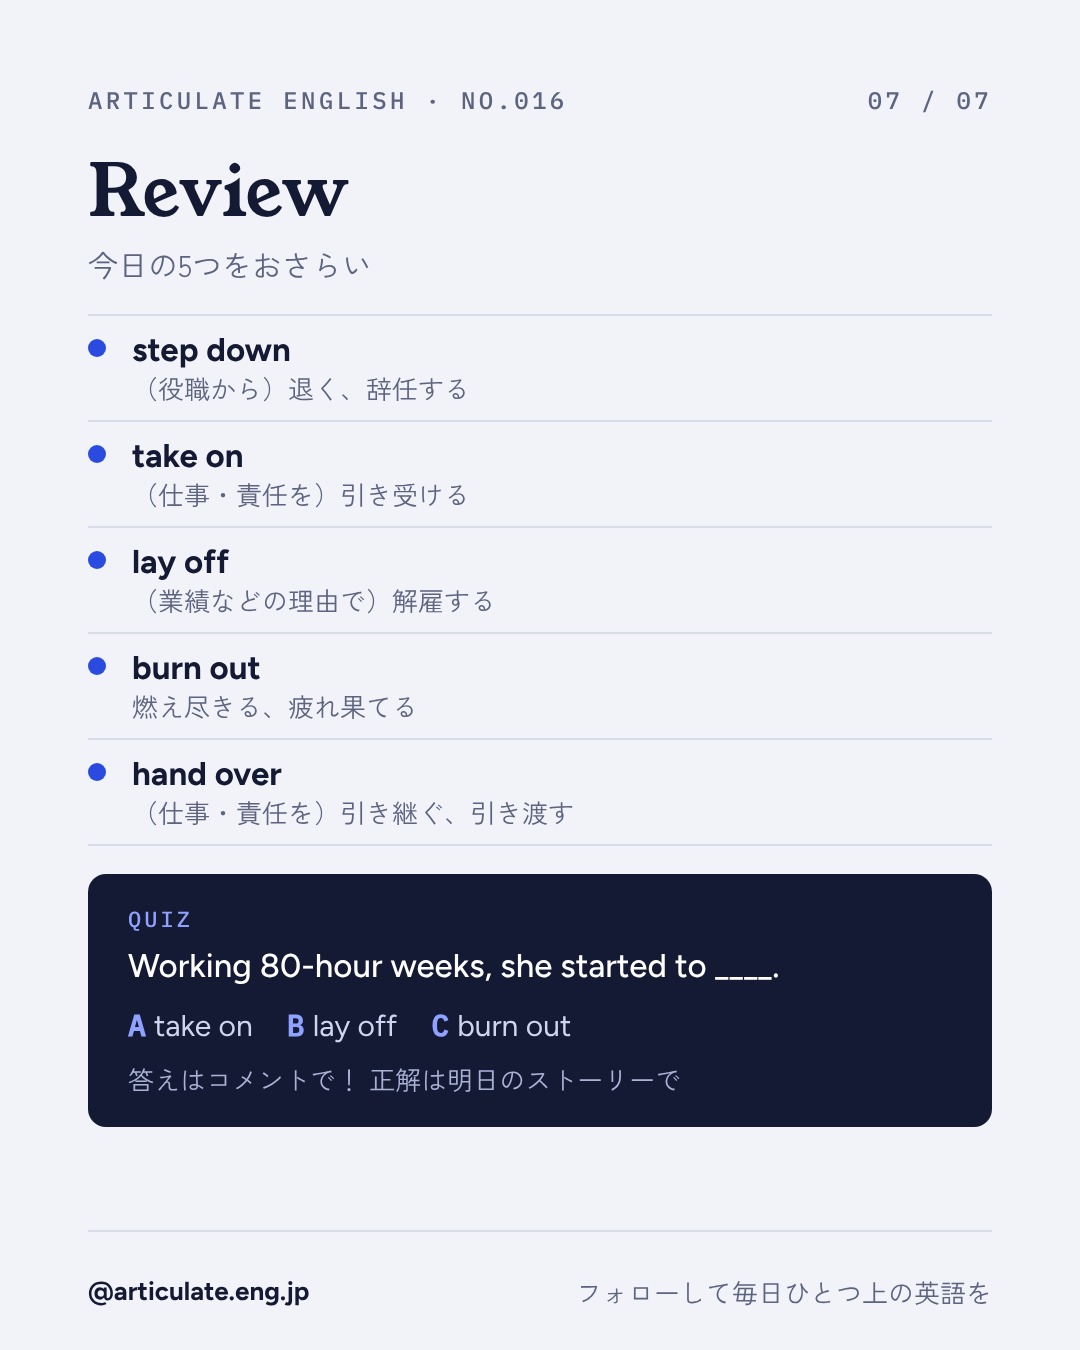 ARTICULATE ENGLISH · NO.016
07 / 07
Review
今日の5つをおさらい
step down
（役職から）退く、辞任する
take on
（仕事・責任を）引き受ける
lay off
（業績などの理由で）解雇する
burn out
燃え尽きる、疲れ果てる
hand over
（仕事・責任を）引き継ぐ、引き渡す
QUIZ
Working 80-hour weeks, she started to ____.
A take on B lay off C burn out
答えはコメントで！ 正解は明日のストーリーで
@articulate.eng.jp
フォローして毎日ひとつ上の英語を